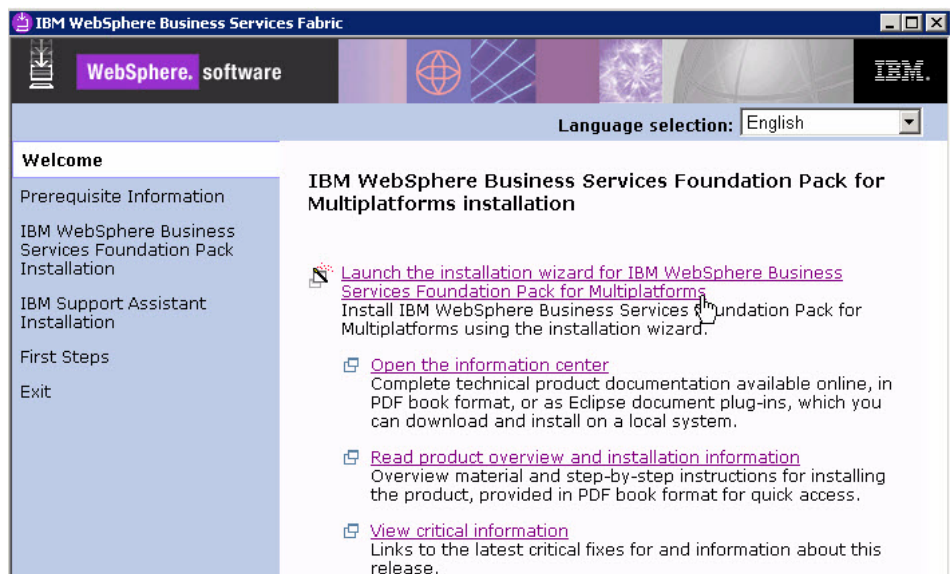 IBM WebSphere Business Services Fabric
WebSphere. software
IBM.
Language selection: English
Welcome
Prerequisite Information
IBM WebSphere Business
Services Foundation Pack
Installation
IBM Support Assistant
Installation
First Steps
Exit
IBM WebSphere Business Services Foundation Pack for
Multiplatforms installation
Launch the installation wizard for IBM WebSphere Business
Services Foundation Pack for Multiplatforms
Install IBM WebSphere Business Services Foundation Pack for
Multiplatforms using the installation wizard.
Open the information center
Complete technical product documentation available online, in
PDF book format, or as Eclipse document plug-ins, which you
can download and install on a local system.
Read product overview and installation information
Overview material and step-by-step instructions for installing
the product, provided in PDF book format for quick access.
View critical information
Links to the latest critical fixes for and information about this
release.